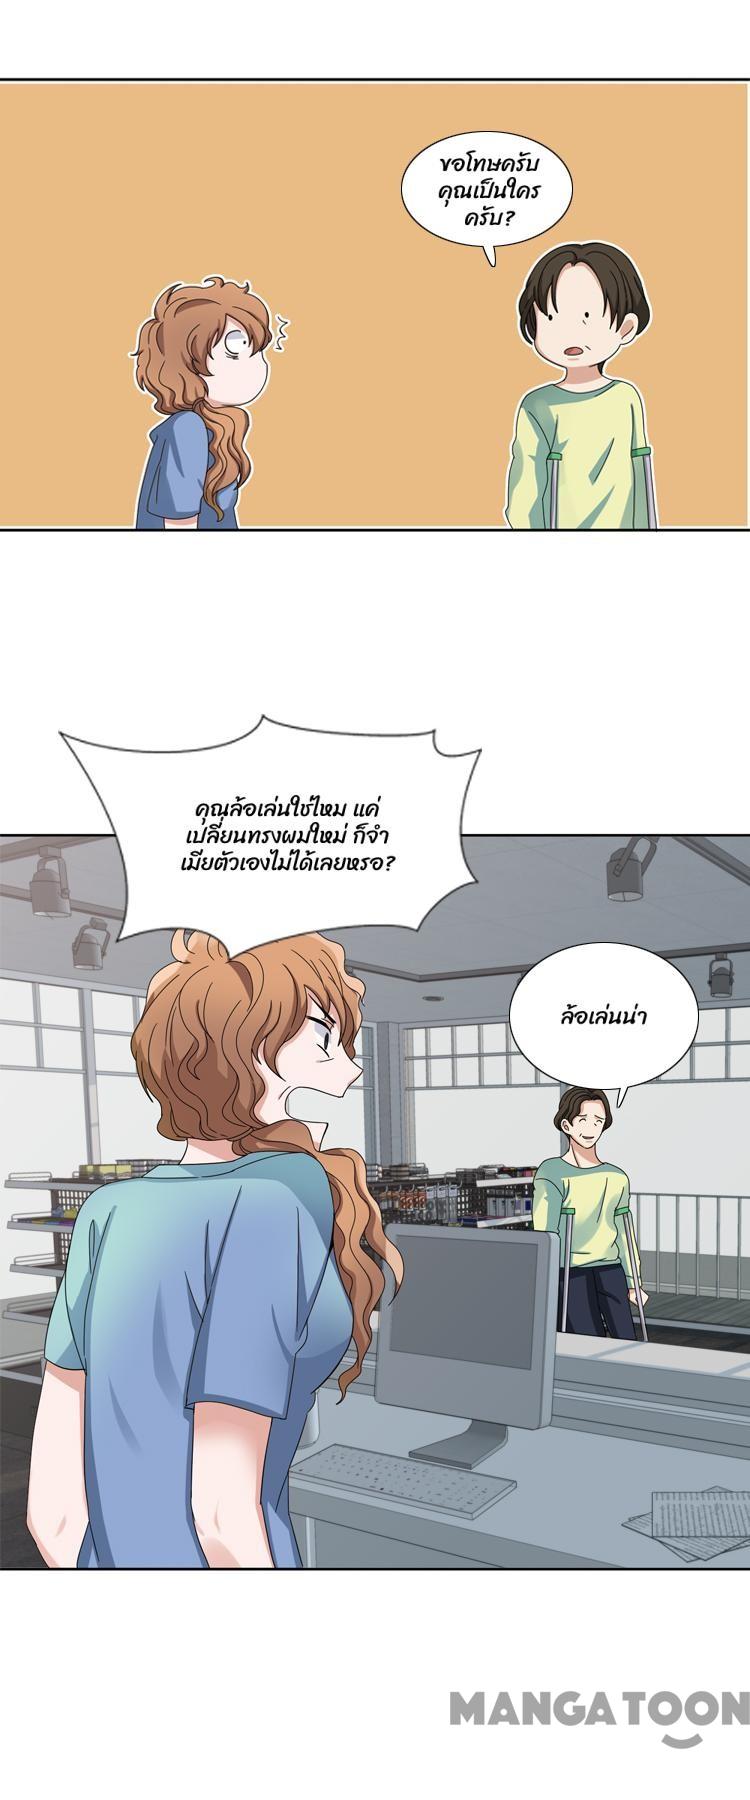 ขอโทษครับ
คุณเป็นใคร
ครับ?
คุณล้อเล่นใช่ไหม แค่
เปลี่ยนทรงผมใหม่ ก็จำ
เมียตัวเองไม่ได้เลยหรอ?
ล้อเล่นน่า
MANGATOON